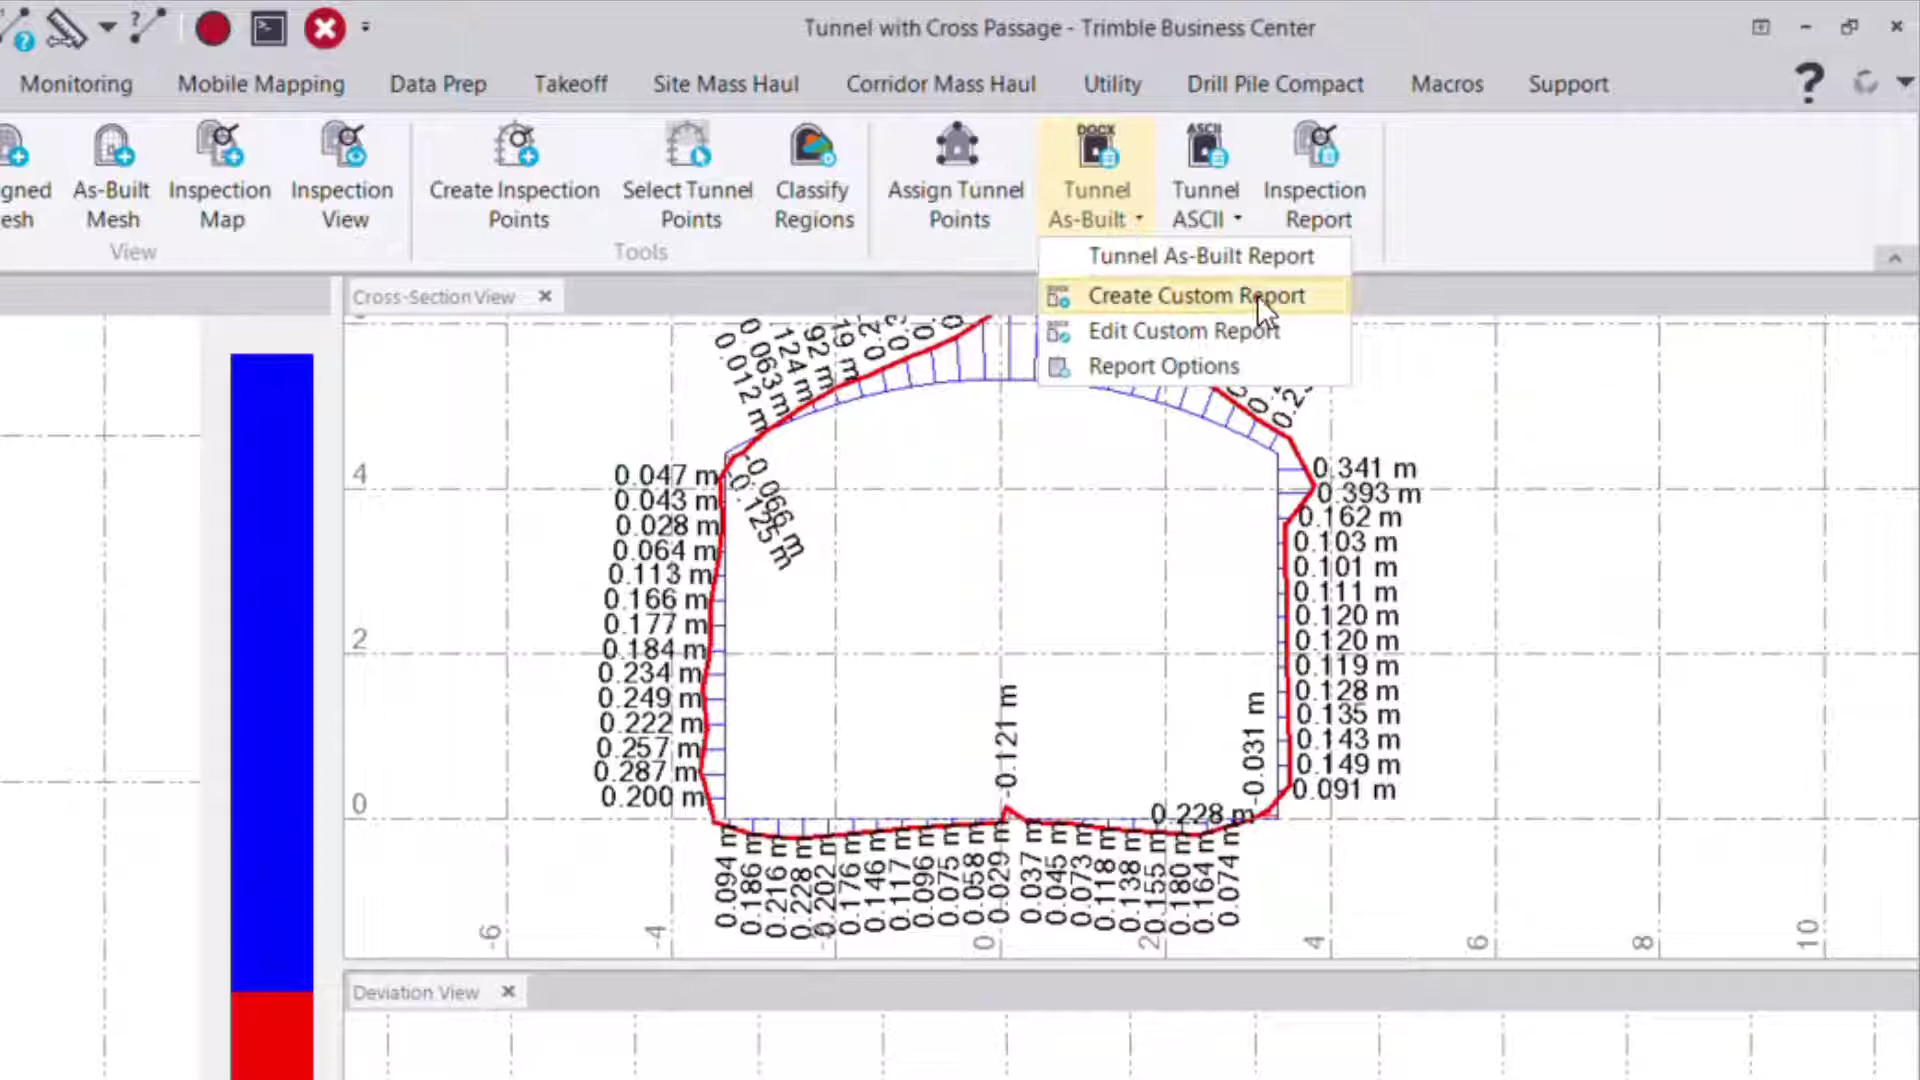 Tunnel with Cross Passage - Trimble Business Center
Monitoring Mobile Mapping Data Prep Takeoff Site Mass Haul Corridor Mass Haul Utility Drill Pile Compact Macros Support
DOCX
ASCII
As-Built Mesh
Inspection Map
Inspection View
Create Inspection Points
Select Tunnel Points
Classify Regions
Assign Tunnel Points
Tunnel As-Built
Tunnel ASCII
Inspection Report
View
Tools
Tunnel As-Built Report
Create Custom Report
Edit Custom Report
Report Options
Cross-Section View
0.012 m
0.063 m
0.047 m
0.043 m
0.028 m
0.064 m
0.113 m
0.166 m
0.177 m
0.184 m
0.234 m
0.249 m
0.222 m
0.257 m
0.287 m
0.200 m
-0.066 m
-0.125 m
0.341 m
0.393 m
0.162 m
0.103 m
0.101 m
0.111 m
0.120 m
0.120 m
0.119 m
0.128 m
0.135 m
0.143 m
0.149 m
0.091 m
-0.121 m
-0.031 m
0.228 m
0.094 m
0.186 m
0.216 m
0.228 m
0.202 m
0.176 m
0.146 m
0.117 m
0.096 m
0.075 m
0.058 m
0.029 m
0.037 m
0.045 m
0.073 m
0.118 m
0.138 m
0.155 m
0.180 m
0.164 m
0.074 m
4
2
0
-6
-4
0
2
4
6
8
10
Deviation View